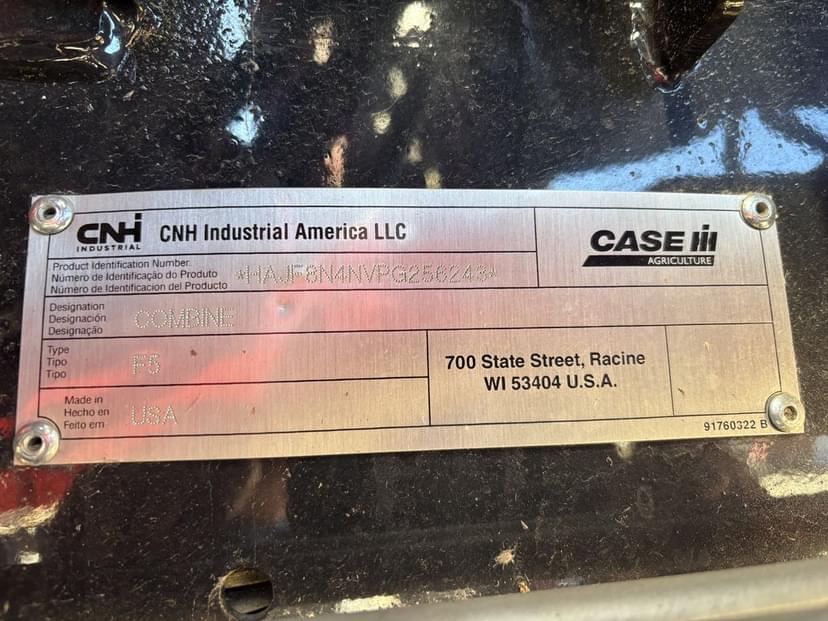 CNH INDUSTRIAL CNH Industrial America LLC
CASE IH AGRICULTURE
Product Identification Number
Número de Identificação do Produto
Número de Identificacion del Producto
*HAJF8N4NVPG256243*
Designation
Designación
Designação
COMBINE
Type
Tipo
Tipo
F5
700 State Street, Racine
WI 53404 U.S.A.
Made in
Hecho en
Feito em
USA
91760322 B